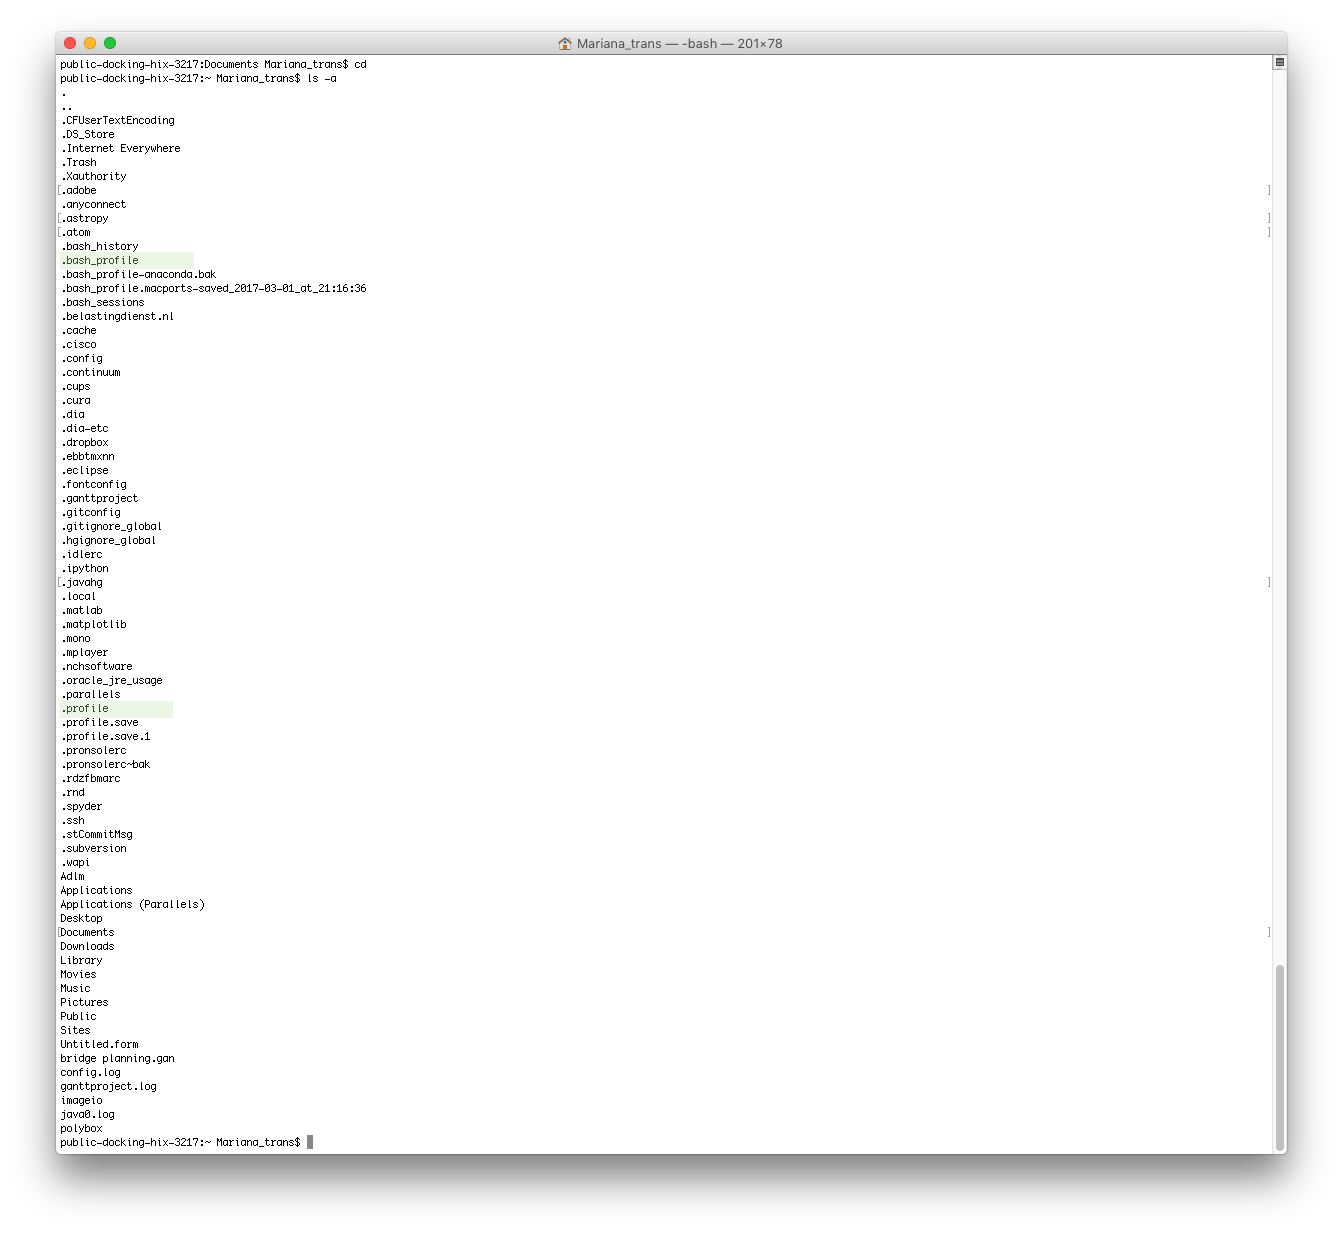 Mariana_trans — -bash — 201×78
public-docking-hix-3217:Documents Mariana_trans$ cd
public-docking-hix-3217:~ Mariana_trans$ ls -a
.
..
.CFUserTextEncoding
.DS_Store
.Internet Everywhere
.Trash
.Xauthority
[.adobe ]
.anyconnect
[.astropy ]
[.atom ]
.bash_history
.bash_profile
.bash_profile-anaconda.bak
.bash_profile.macports-saved_2017-03-01_at_21:16:36
.bash_sessions
.belastingdienst.nl
.cache
.cisco
.config
.continuum
.cups
.cura
.dia
.dia-etc
.dropbox
.ebbtmxnn
.eclipse
.fontconfig
.ganttproject
.gitconfig
.gitignore_global
.hgignore_global
.idlerc
.ipython
[.javahg ]
.local
.matlab
.matplotlib
.mono
.mplayer
.nchsoftware
.oracle_jre_usage
.parallels
.profile
.profile.save
.profile.save.1
.pronsolerc
.pronsolerc~bak
.rdzfbmarc
.rnd
.spyder
.ssh
.stCommitMsg
.subversion
.wapi
Adlm
Applications
Applications (Parallels)
Desktop
[Documents ]
Downloads
Library
Movies
Music
Pictures
Public
Sites
Untitled.form
bridge planning.gan
config.log
ganttproject.log
imageio
java0.log
polybox
public-docking-hix-3217:~ Mariana_trans$